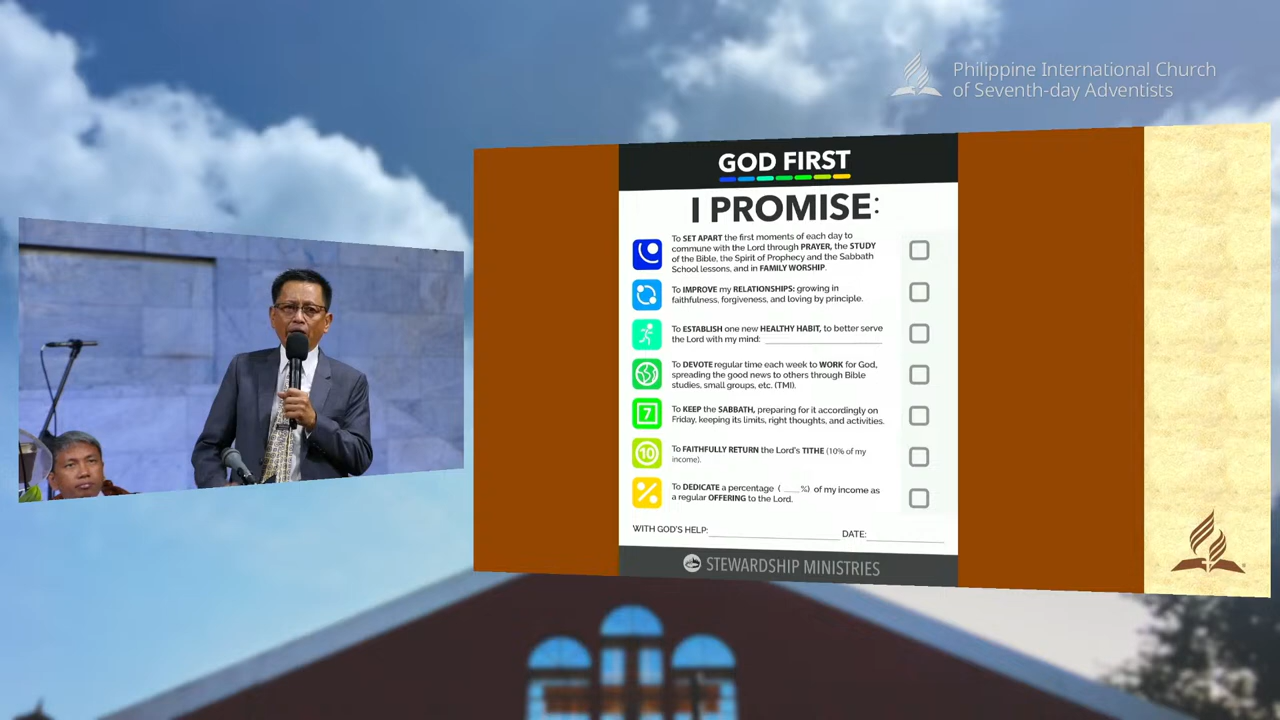 Philippine International Church
of Seventh-day Adventists
GOD FIRST
I PROMISE:
To SET APART the first moments of each day to
commune with the Lord through PRAYER, the STUDY
of the Bible, the Spirit of Prophecy and the Sabbath
School lessons, and in FAMILY WORSHIP.
To IMPROVE my RELATIONSHIPS: growing in
faithfulness, forgiveness, and loving by principle.
To ESTABLISH one new HEALTHY HABIT, to better serve
the Lord with my mind: ____________________
To DEVOTE regular time each week to WORK for God,
spreading the good news to others through Bible
studies, small groups, etc. (TMI).
7
To KEEP the SABBATH, preparing for it accordingly on
Friday, keeping its limits, right thoughts, and activities.
10
To FAITHFULLY RETURN the Lord's TITHE (10% of my
income).
%
To DEDICATE a percentage ( ___%) of my income as
a regular OFFERING to the Lord.
WITH GOD'S HELP:____________________ DATE:____________
STEWARDSHIP MINISTRIES